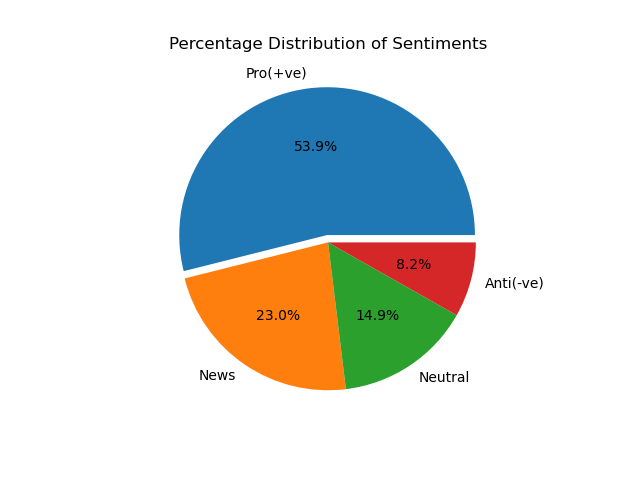 Percentage Distribution of Sentiments
Pro(+ve)
53.9%
8.2%
Anti(-ve)
23.0%
14.9%
News
Neutral